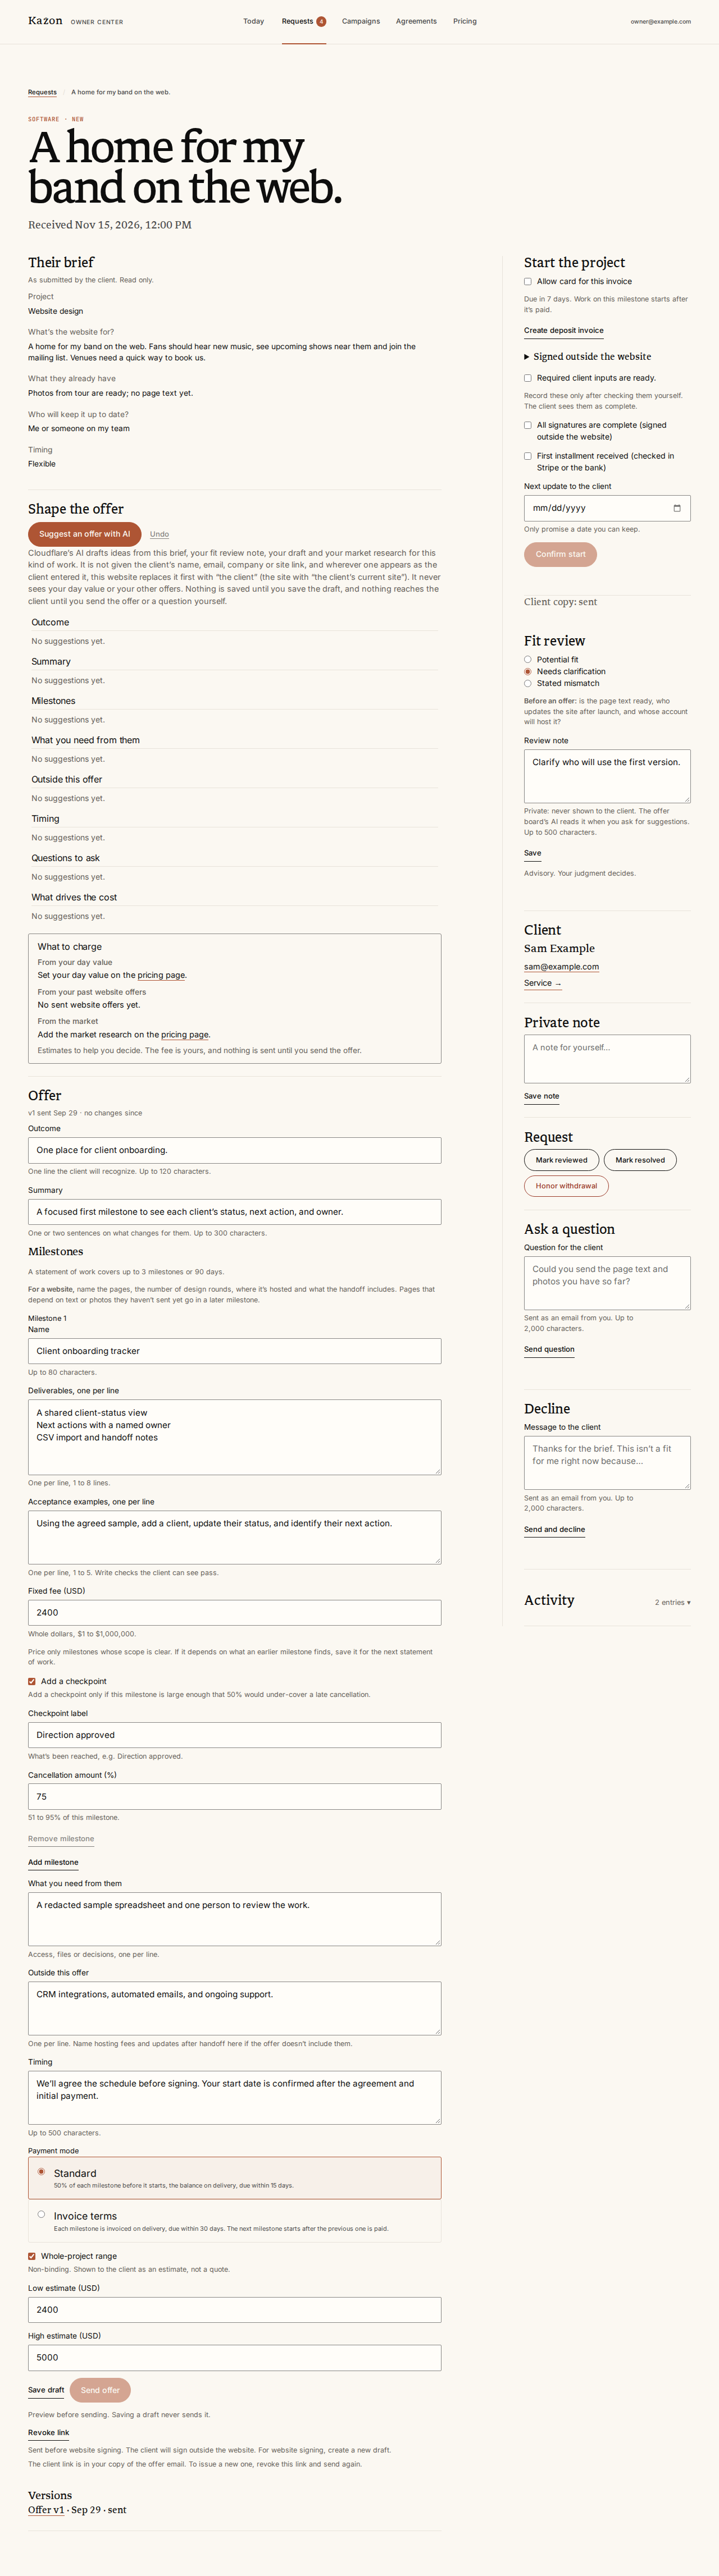 Kazon OWNER CENTER
Today
Requests 4
Campaigns
Agreements
Pricing
owner@example.com
Requests / A home for my band on the web.
SOFTWARE · NEW
A home for my
band on the web.
Received Nov 15, 2026, 12:00 PM
Their brief
As submitted by the client. Read only.
Project
Website design
What's the website for?
A home for my band on the web. Fans should hear new music, see upcoming shows near them and join the
mailing list. Venues need a quick way to book us.
What they already have
Photos from tour are ready; no page text yet.
Who will keep it up to date?
Me or someone on my team
Timing
Flexible
Shape the offer
Suggest an offer with AI
Undo
Cloudflare's AI drafts ideas from this brief, your fit review note, your draft and your market research for this
kind of work. It is not given the client's name, email, company or site link, and wherever one appears as the
client entered it, this website replaces it first with “the client” (the site with “the client's current site”). It never
sees your day value or your other offers. Nothing is saved until you save the draft, and nothing reaches the
client until you send the offer or a question yourself.
Outcome
No suggestions yet.
Summary
No suggestions yet.
Milestones
No suggestions yet.
What you need from them
No suggestions yet.
Outside this offer
No suggestions yet.
Timing
No suggestions yet.
Questions to ask
No suggestions yet.
What drives the cost
No suggestions yet.
What to charge
From your day value
Set your day value on the pricing page.
From your past website offers
No sent website offers yet.
From the market
Add the market research on the pricing page.
Estimates to help you decide. The fee is yours, and nothing is sent until you send the offer.
Offer
v1 sent Sep 29 · no changes since
Outcome
One place for client onboarding.
One line the client will recognize. Up to 120 characters.
Summary
A focused first milestone to see each client's status, next action, and owner.
One or two sentences on what changes for them. Up to 300 characters.
Milestones
A statement of work covers up to 3 milestones or 90 days.
For a website, name the pages, the number of design rounds, where it's hosted and what the handoff includes. Pages that
depend on text or photos they haven't sent yet go in a later milestone.
Milestone 1
Name
Client onboarding tracker
Up to 80 characters.
Deliverables, one per line
A shared client-status view
Next actions with a named owner
CSV import and handoff notes
One per line, 1 to 8 lines.
Acceptance examples, one per line
Using the agreed sample, add a client, update their status, and identify their next action.
One per line, 1 to 5. Write checks the client can see pass.
Fixed fee (USD)
2400
Whole dollars, $1 to $1,000,000.
Price only milestones whose scope is clear. If it depends on what an earlier milestone finds, save it for the next statement
of work.
Add a checkpoint
Add a checkpoint only if this milestone is large enough that 50% would under-cover a late cancellation.
Checkpoint label
Direction approved
What's been reached, e.g. Direction approved.
Cancellation amount (%)
75
51 to 95% of this milestone.
Remove milestone
Add milestone
What you need from them
A redacted sample spreadsheet and one person to review the work.
Access, files or decisions, one per line.
Outside this offer
CRM integrations, automated emails, and ongoing support.
One per line. Name hosting fees and updates after handoff here if the offer doesn't include them.
Timing
We'll agree the schedule before signing. Your start date is confirmed after the agreement and
initial payment.
Up to 500 characters.
Payment mode
Standard
50% of each milestone before it starts, the balance on delivery, due within 15 days.
Invoice terms
Each milestone is invoiced on delivery, due within 30 days. The next milestone starts after the previous one is paid.
Whole-project range
Non-binding. Shown to the client as an estimate, not a quote.
Low estimate (USD)
2400
High estimate (USD)
5000
Save draft
Send offer
Preview before sending. Saving a draft never sends it.
Revoke link
Sent before website signing. The client will sign outside the website. For website signing, create a new draft.
The client link is in your copy of the offer email. To issue a new one, revoke this link and send again.
Versions
Offer v1 · Sep 29 · sent
Start the project
Allow card for this invoice
Due in 7 days. Work on this milestone starts after
it's paid.
Create deposit invoice
Signed outside the website
Required client inputs are ready.
Record these only after checking them yourself.
The client sees them as complete.
All signatures are complete (signed
outside the website)
First installment received (checked in
Stripe or the bank)
Next update to the client
mm/dd/yyyy
Only promise a date you can keep.
Confirm start
Client copy: sent
Fit review
Potential fit
Needs clarification
Stated mismatch
Before an offer: is the page text ready, who
updates the site after launch, and whose account
will host it?
Review note
Clarify who will use the first version.
Private: never shown to the client. The offer
board's AI reads it when you ask for suggestions.
Up to 500 characters.
Save
Advisory. Your judgment decides.
Client
Sam Example
sam@example.com
Service →
Private note
A note for yourself...
Save note
Request
Mark reviewed
Mark resolved
Honor withdrawal
Ask a question
Question for the client
Could you send the page text and
photos you have so far?
Sent as an email from you. Up to
2,000 characters.
Send question
Decline
Message to the client
Thanks for the brief. This isn't a fit
for me right now because...
Sent as an email from you. Up to
2,000 characters.
Send and decline
Activity
2 entries ▾